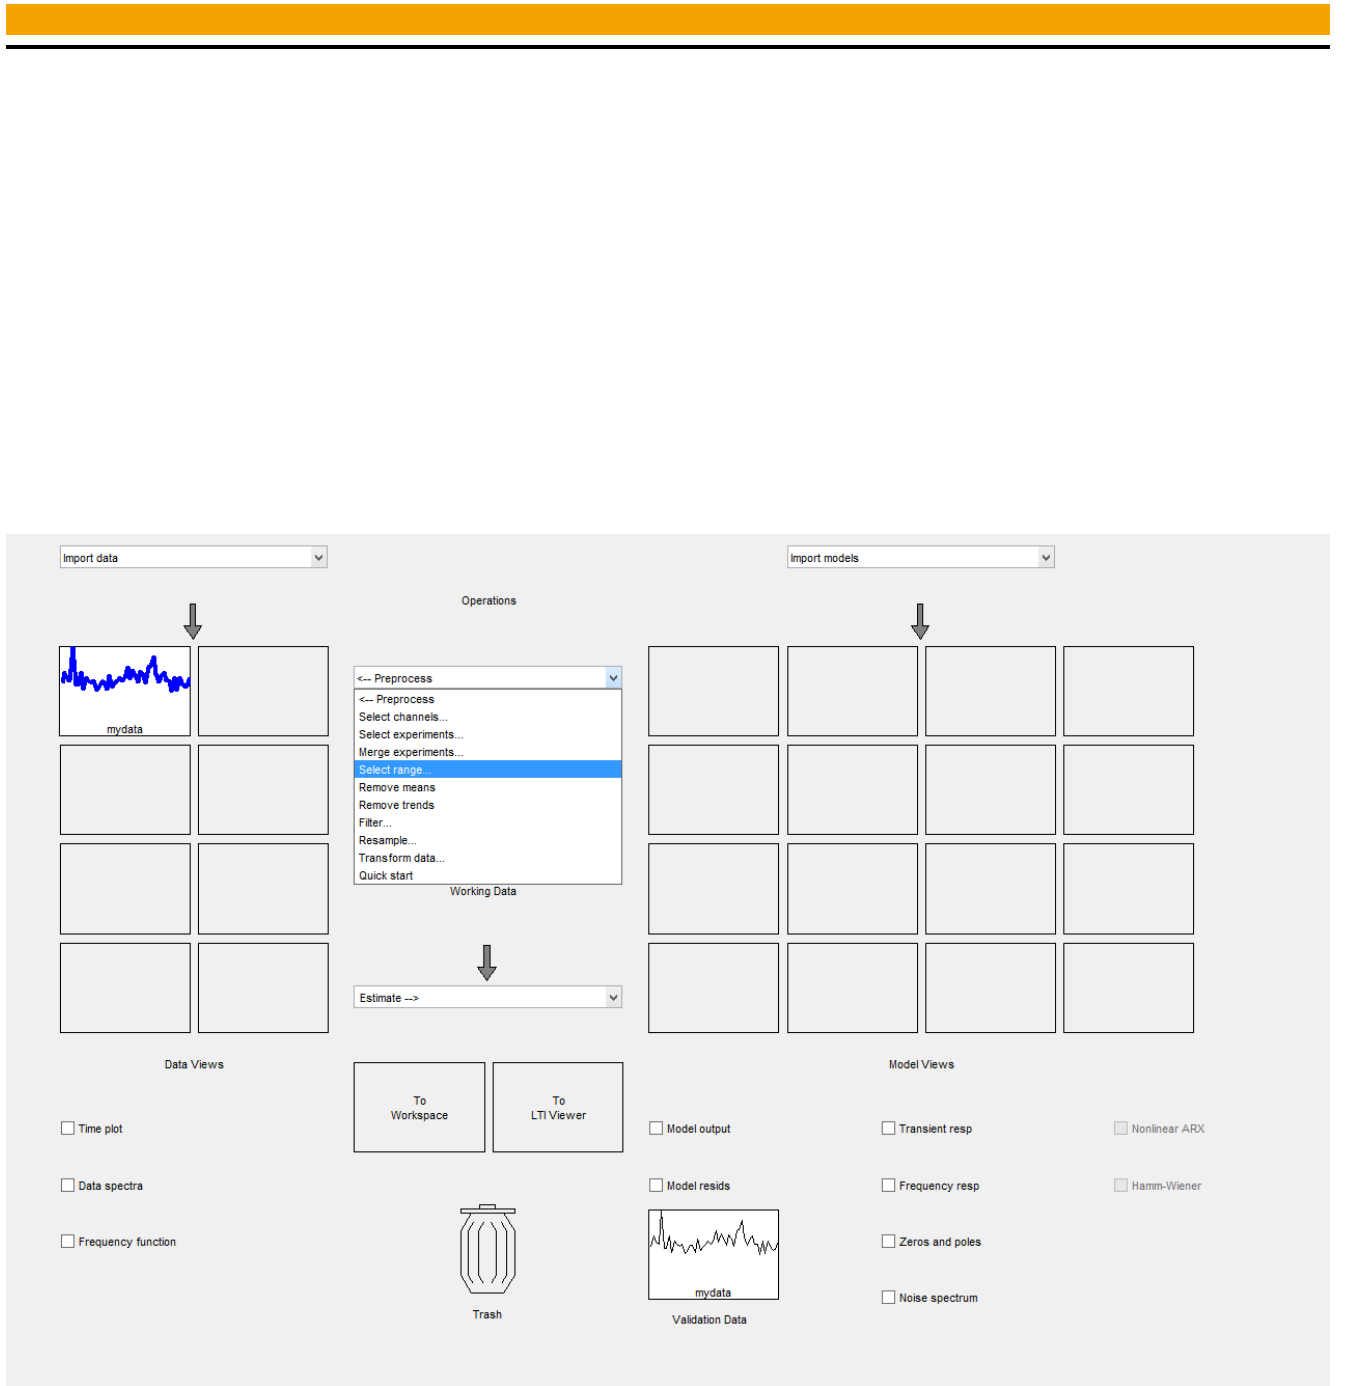 Import data
Import models
Operations
<-- Preprocess
<-- Preprocess
Select channels...
Select experiments...
Merge experiments...
Select range...
Remove means
Remove trends
Filter...
Resample...
Transform data...
Quick start
mydata
Working Data
Estimate -->
Data Views
Model Views
To
Workspace
To
LTI Viewer
Time plot
Data spectra
Frequency function
Model output
Model resids
Transient resp
Frequency resp
Zeros and poles
Noise spectrum
Nonlinear ARX
Hamm-Wiener
Trash
mydata
Validation Data